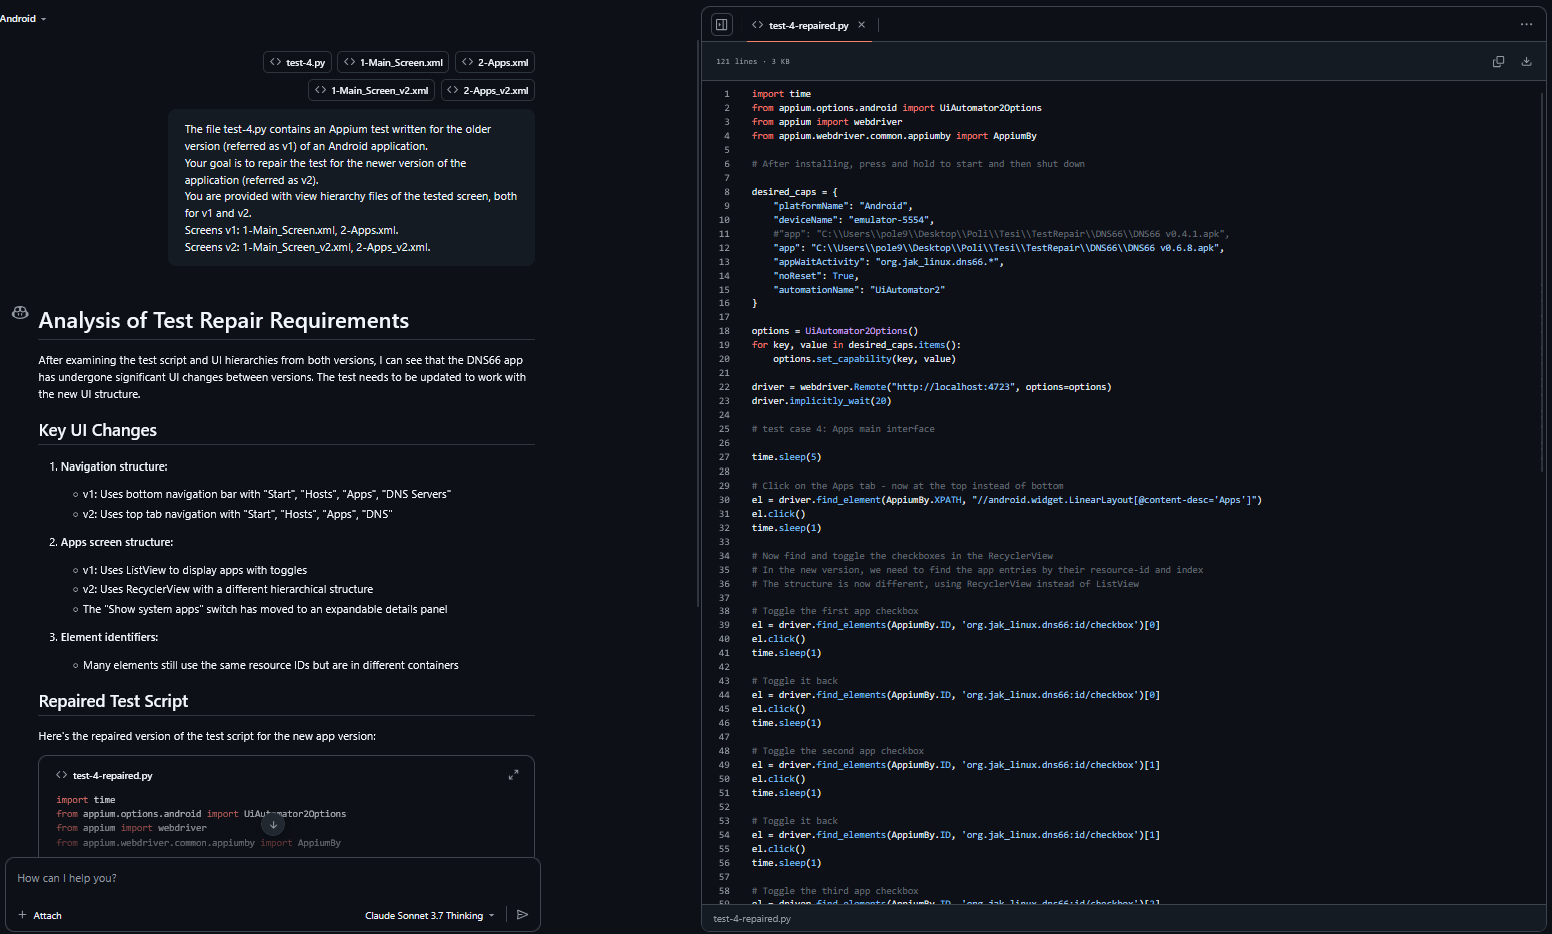 Android
test-4.py
1-Main_Screen.xml
2-Apps.xml
1-Main_Screen_v2.xml
2-Apps_v2.xml
The file test-4.py contains an Appium test written for the older
version (referred as v1) of an Android application.
Your goal is to repair the test for the newer version of the
application (referred as v2).
You are provided with view hierarchy files of the tested screen, both
for v1 and v2.
Screens v1: 1-Main_Screen.xml, 2-Apps.xml.
Screens v2: 1-Main_Screen_v2.xml, 2-Apps_v2.xml.
Analysis of Test Repair Requirements
After examining the test script and UI hierarchies from both versions, I can see that the DNS66 app
has undergone significant UI changes between versions. The test needs to be updated to work with
the new UI structure.
Key UI Changes
1. Navigation structure:
v1: Uses bottom navigation bar with "Start", "Hosts", "Apps", "DNS Servers"
v2: Uses top tab navigation with "Start", "Hosts", "Apps", "DNS"
2. Apps screen structure:
v1: Uses ListView to display apps with toggles
v2: Uses RecyclerView with a different hierarchical structure
The "Show system apps" switch has moved to an expandable details panel
3. Element identifiers:
Many elements still use the same resource IDs but are in different containers
Repaired Test Script
Here's the repaired version of the test script for the new app version:
test-4-repaired.py
import time
from appium.options.android import UiAutomator2Options
from appium import webdriver
from appium.webdriver.common.appiumby import AppiumBy
How can I help you?
Attach
Claude Sonnet 3.7 Thinking
test-4-repaired.py
121 lines · 3 KB
1 import time
2 from appium.options.android import UiAutomator2Options
3 from appium import webdriver
4 from appium.webdriver.common.appiumby import AppiumBy
5
6 # After installing, press and hold to start and then shut down
7
8 desired_caps = {
9 "platformName": "Android",
10 "deviceName": "emulator-5554",
11 #"app": "C:\\Users\\pole9\\Desktop\\Poli\\Tesi\\TestRepair\\DNS66\\DNS66 v0.4.1.apk",
12 "app": "C:\\Users\\pole9\\Desktop\\Poli\\Tesi\\TestRepair\\DNS66\\DNS66 v0.6.8.apk",
13 "appWaitActivity": "org.jak_linux.dns66.*",
14 "noReset": True,
15 "automationName": "UiAutomator2"
16 }
17
18 options = UiAutomator2Options()
19 for key, value in desired_caps.items():
20 options.set_capability(key, value)
21
22 driver = webdriver.Remote("http://localhost:4723", options=options)
23 driver.implicitly_wait(20)
24
25 # test case 4: Apps main interface
26
27 time.sleep(5)
28
29 # Click on the Apps tab - now at the top instead of bottom
30 el = driver.find_element(AppiumBy.XPATH, "//android.widget.LinearLayout[@content-desc='Apps']")
31 el.click()
32 time.sleep(1)
33
34 # Now find and toggle the checkboxes in the RecyclerView
35 # In the new version, we need to find the app entries by their resource-id and index
36 # The structure is now different, using RecyclerView instead of ListView
37
38 # Toggle the first app checkbox
39 el = driver.find_elements(AppiumBy.ID, 'org.jak_linux.dns66:id/checkbox')[0]
40 el.click()
41 time.sleep(1)
42
43 # Toggle it back
44 el = driver.find_elements(AppiumBy.ID, 'org.jak_linux.dns66:id/checkbox')[0]
45 el.click()
46 time.sleep(1)
47
48 # Toggle the second app checkbox
49 el = driver.find_elements(AppiumBy.ID, 'org.jak_linux.dns66:id/checkbox')[1]
50 el.click()
51 time.sleep(1)
52
53 # Toggle it back
54 el = driver.find_elements(AppiumBy.ID, 'org.jak_linux.dns66:id/checkbox')[1]
55 el.click()
56 time.sleep(1)
57
58 # Toggle the third app checkbox
59 el = driver.find_elements(AppiumBy.ID, 'org.jak_linux.dns66:id/checkbox')[2]
test-4-repaired.py